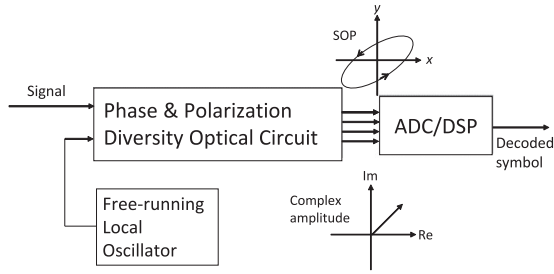 y
SOP
x
Signal
Phase & Polarization
Diversity Optical Circuit
ADC/DSP
Decoded
symbol
Free-running
Local
Oscillator
Im
Complex
amplitude
Re